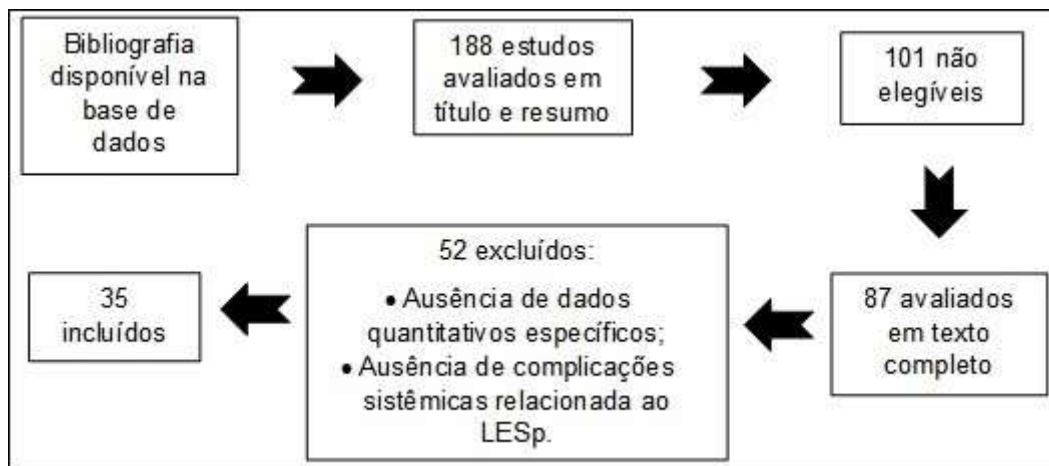 Bibliografia
disponível na
base de
dados
188 estudos
avaliados em
título e resumo
101 não
elegíveis
52 excluídos:
• Ausência de dados
quantitativos específicos;
• Ausência de complicações
sistêmicas relacionada ao
LESp.
35
incluídos
87 avaliados
em texto
completo